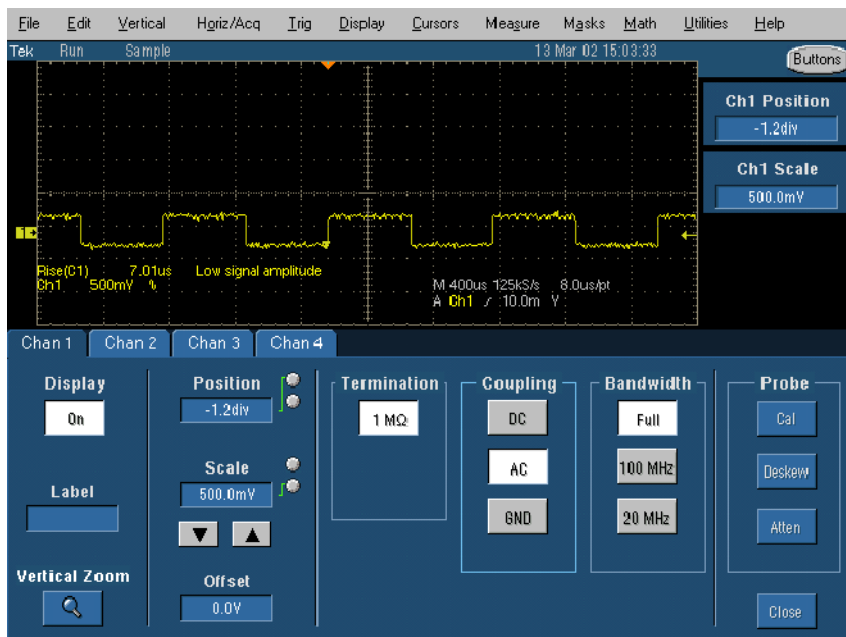 File Edit Vertical Horiz/Acq Trig Display Cursors Measure Masks Math Utilities Help
Tek Run Sample 13 Mar 02 15:03:33
Buttons
Ch1 Position
-1.2div
Ch1 Scale
500.0mV
1
Rise(C1) 7.01us Low signal amplitude
Ch1 500mV M 400us 125kS/s 8.0us/pt
A Ch1 10.0m V
Chan 1 Chan 2 Chan 3 Chan 4
Display Position Termination Coupling Bandwidth Probe
On -1.2div 1 MΩ DC Full Cal
Label Scale AC 100 MHz Deskew
500.0mV GND 20 MHz Atten
Vertical Zoom Offset
0.0V Close